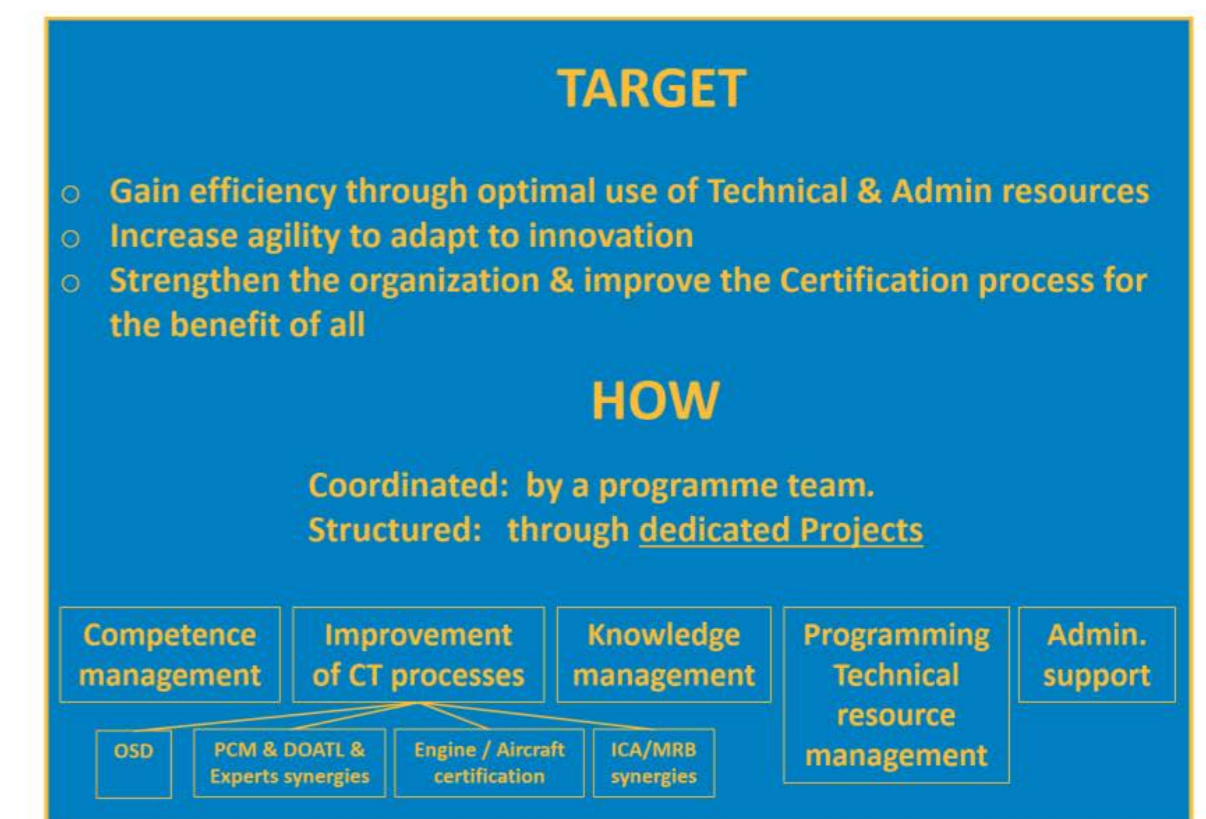 TARGET
o Gain efficiency through optimal use of Technical & Admin resources
o Increase agility to adapt to innovation
o Strengthen the organization & improve the Certification process for
the benefit of all
HOW
Coordinated: by a programme team.
Structured: through dedicated Projects
Competence
management
Improvement
of CT processes
Knowledge
management
Programming
Technical
resource
management
Admin.
support
OSD
PCM & DOATL &
Experts synergies
Engine / Aircraft
certification
ICA/MRB
synergies